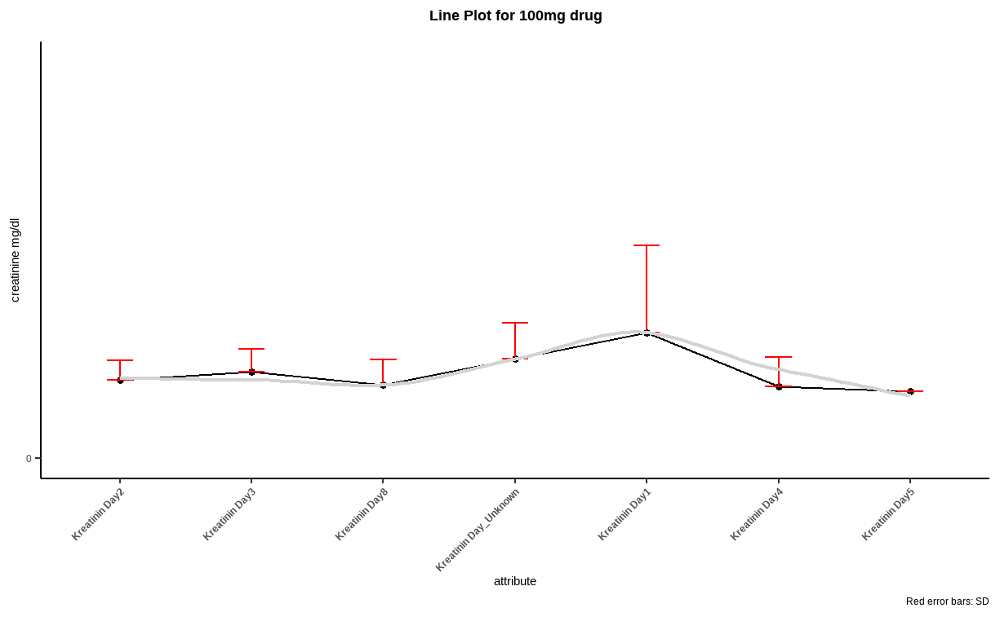 Line Plot for 100mg drug
creatinine mg/dl
0
Kreatinin Day2
Kreatinin Day3
Kreatinin Day8
Kreatinin Day_Unknown
Kreatinin Day1
Kreatinin Day4
Kreatinin Day5
attribute
Red error bars: SD